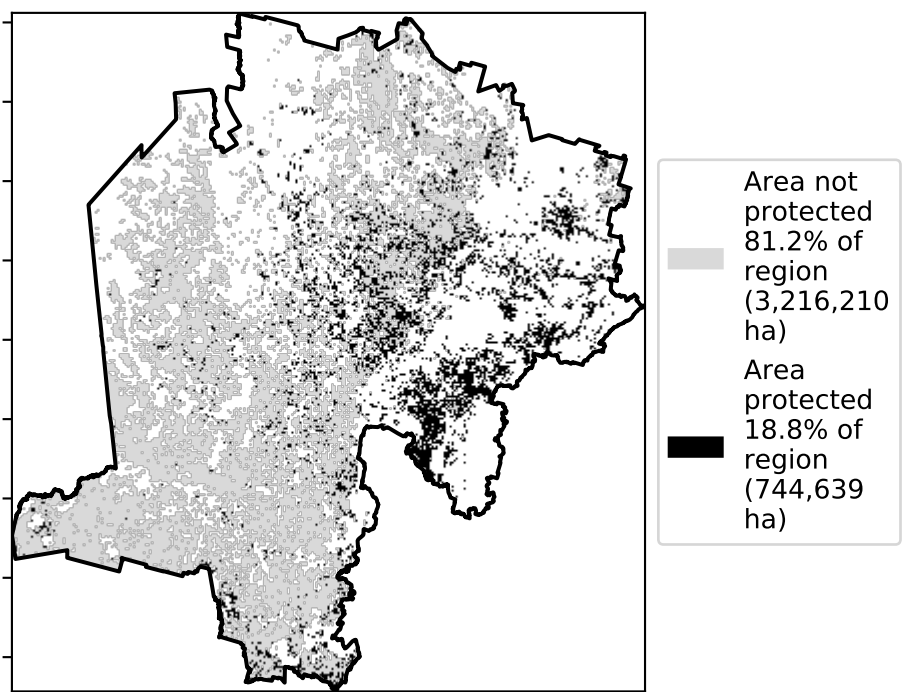 Area not
protected
81.2% of
region
(3,216,210
ha)
Area
protected
18.8% of
region
(744,639
ha)